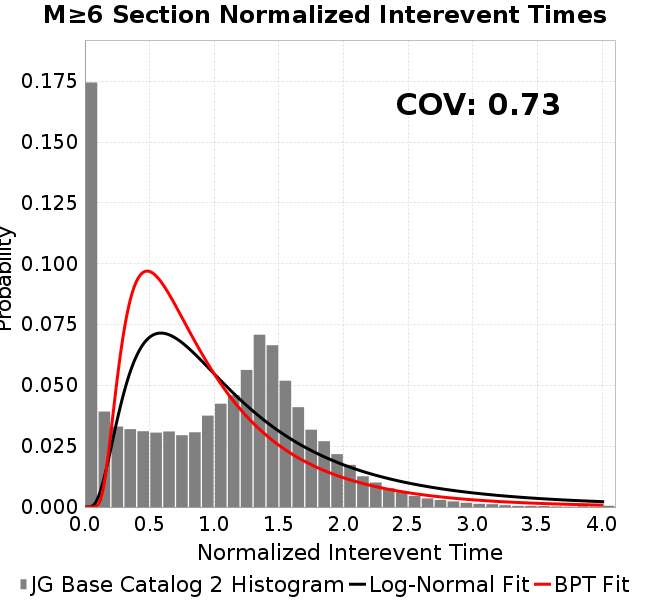 M≥6 Section Normalized Interevent Times
COV: 0.73
Probability
0.175
0.150
0.125
0.100
0.075
0.050
0.025
0.000
0.0 0.5 1.0 1.5 2.0 2.5 3.0 3.5 4.0
Normalized Interevent Time
JG Base Catalog 2 Histogram Log-Normal Fit BPT Fit